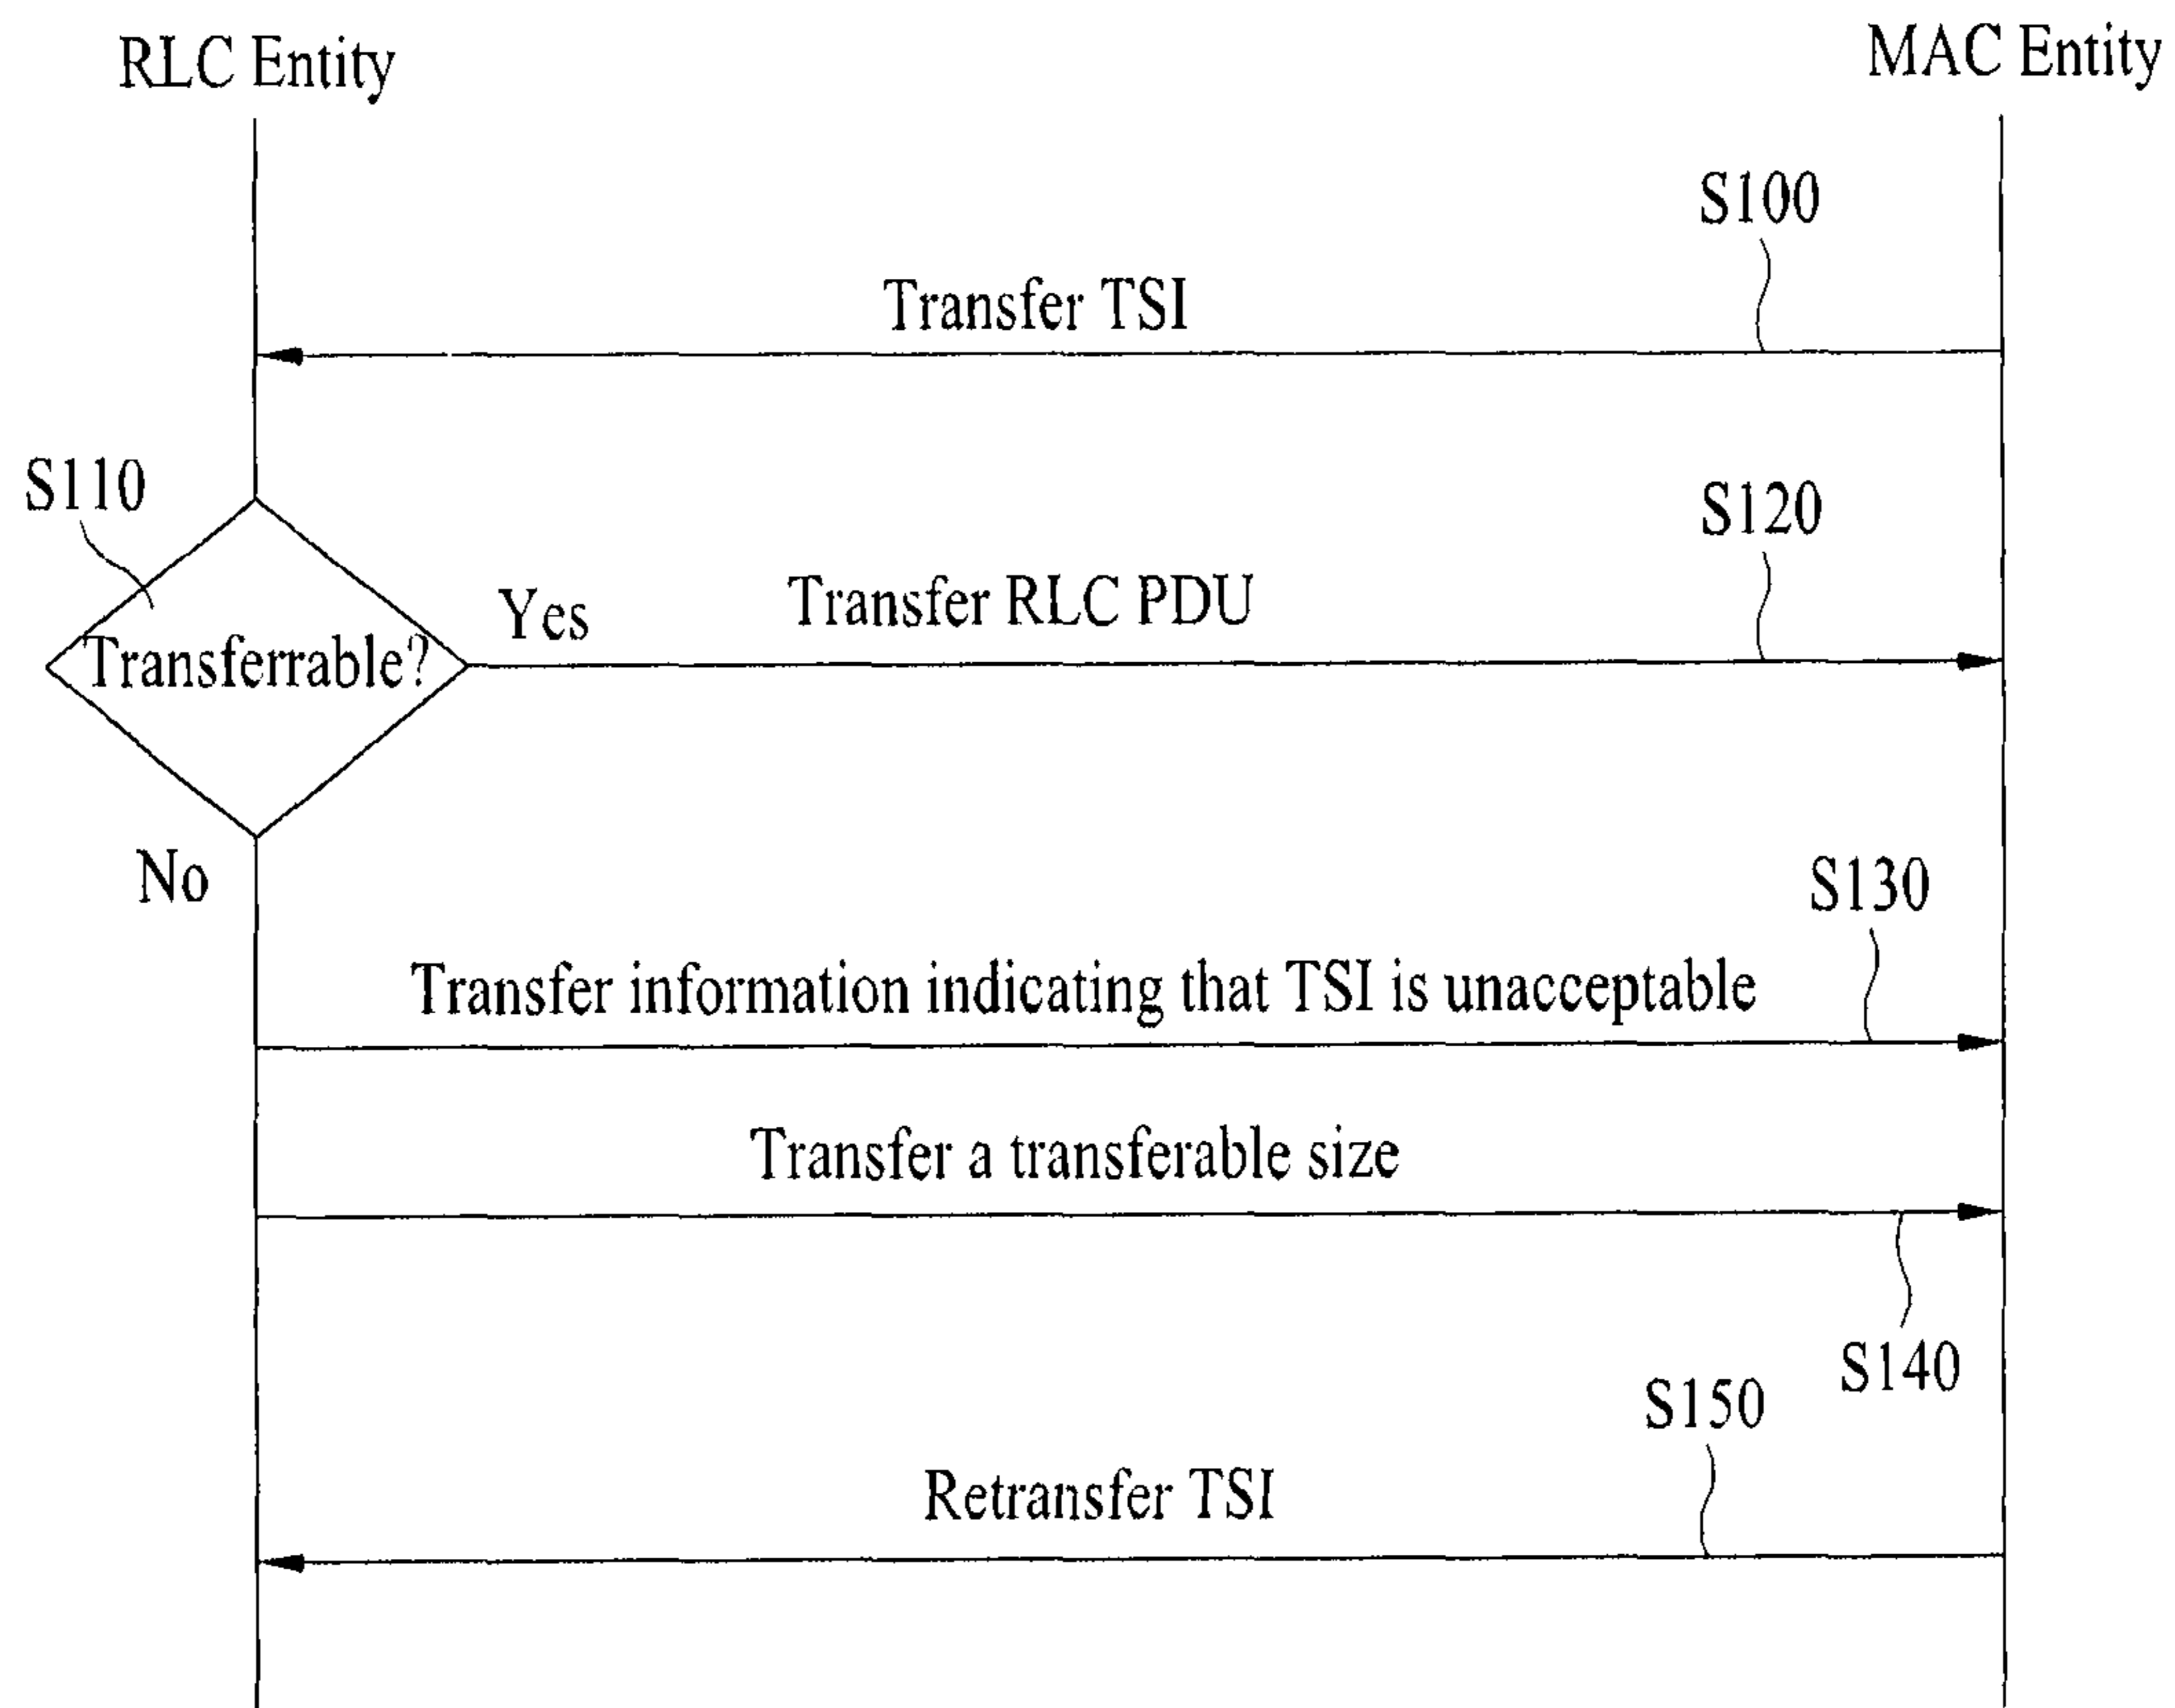 RLC Entity
MAC Entity
S100
Transfer TSI
S110
S120
Yes
Transfer RLC PDU
Transferrable?
No
S130
Transfer information indicating that TSI is unacceptable
Transfer a transferable size
S140
S150
Retransfer TSI